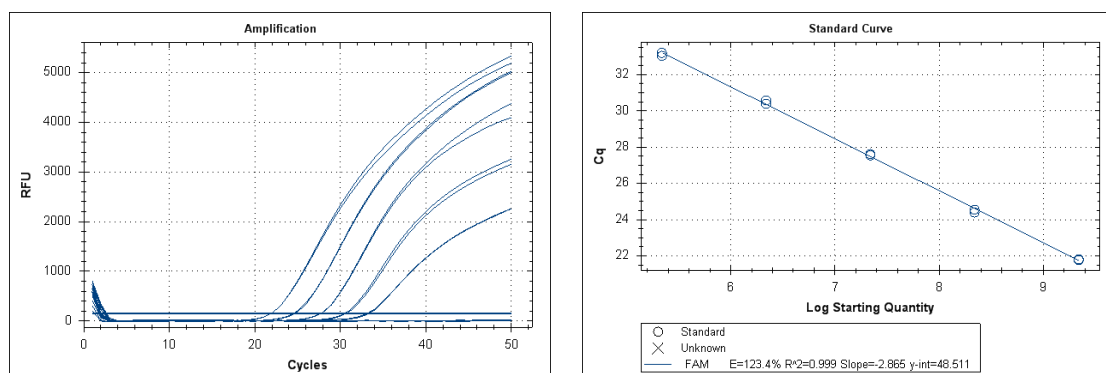 Amplification
5000
4000
3000
2000
1000
0
RFU
0
10
20
30
40
50
Cycles
Standard Curve
32
30
28
26
24
22
Cq
6
7
8
9
Log Starting Quantity
Standard
Unknown
FAM E=123.4% R^2=0.999 Slope=-2.865 y-int=48.511